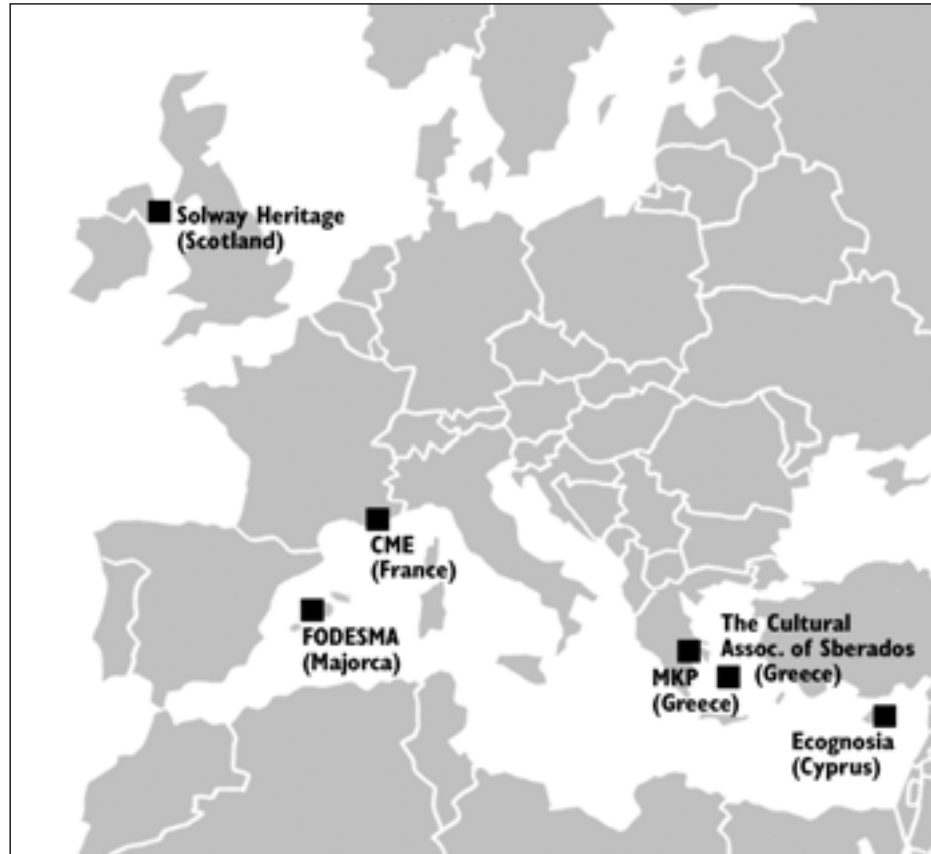 Solway Heritage
(Scotland)
CME
(France)
FODESMA
(Majorca)
The Cultural
Assoc. of Sberados
(Greece)
MKP
(Greece)
Ecognosia
(Cyprus)